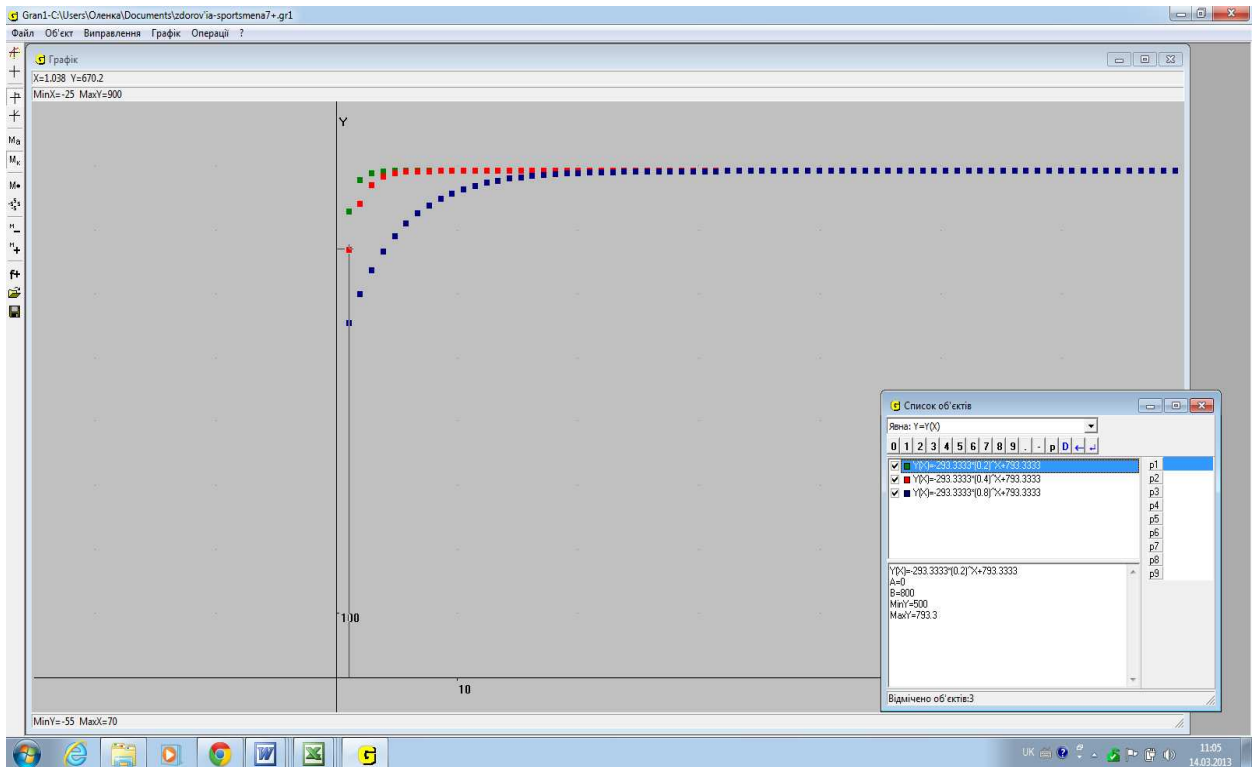 Gran1-C:\Users\Оленка\Documents\zdorov'ia-sportsmena7+.gr1
Файл Об'єкт Виправлення Графік Операції ?
Графік
X=1.038 Y=670.2
MinX=-25 MaxY=900
Y
100
10
MinY=-55 MaxX=70
Список об'єктів
Явна: Y=Y(X)
0 1 2 3 4 5 6 7 8 9 . - p D
Y(X)=-293.3333*(0.2)^X+793.3333
Y(X)=-293.3333*(0.4)^X+793.3333
Y(X)=-293.3333*(0.8)^X+793.3333
p1
p2
p3
p4
p5
p6
p7
p8
p9
Y(X)=-293.3333*(0.2)^X+793.3333
A=0
B=800
MinY=500
MaxY=793.3
Відмічено об'єктів:3
UK
11:05
14.03.2013